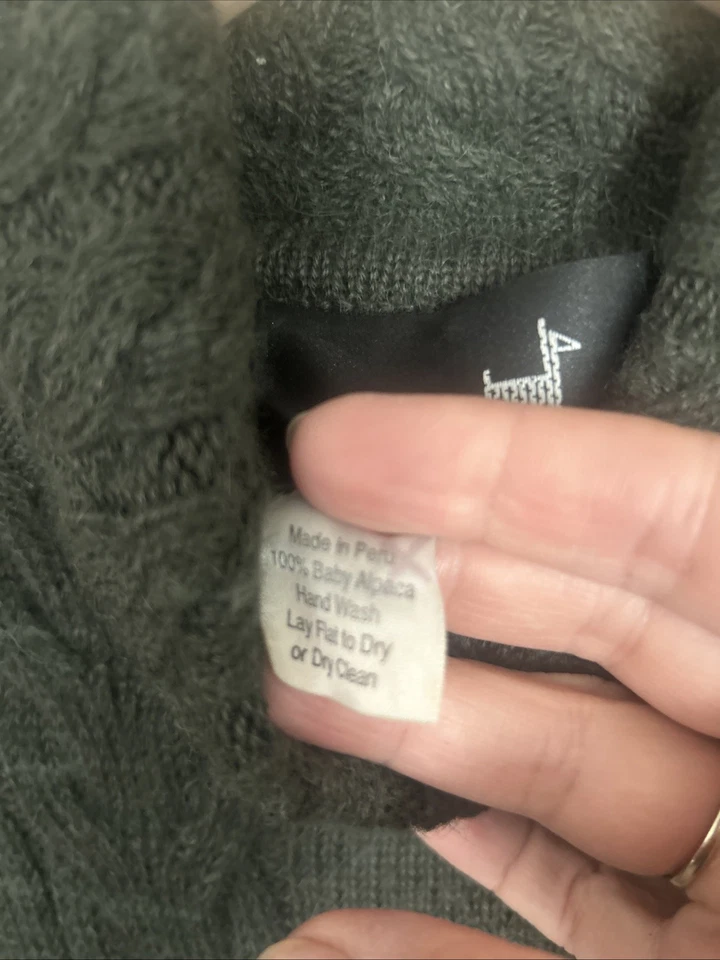 Made in Peru
100% Baby Alpaca
Hand Wash
Lay Flat to Dry
or Dry Clean